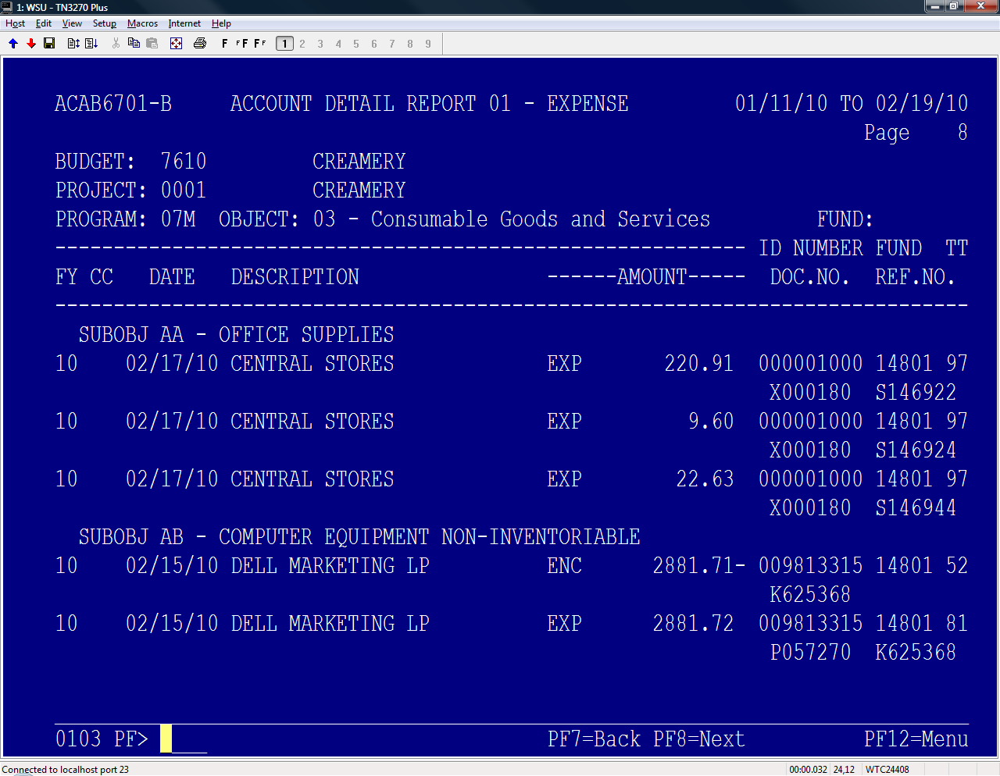 1: WSU - TN3270 Plus
Host Edit View Setup Macros Internet Help
F FF FF 1 2 3 4 5 6 7 8 9
ACAB6701-B ACCOUNT DETAIL REPORT 01 - EXPENSE 01/11/10 TO 02/19/10
Page 8
BUDGET: 7610 CREAMERY
PROJECT: 0001 CREAMERY
PROGRAM: 07M OBJECT: 03 - Consumable Goods and Services FUND:
----------------------------------------------------------- ID NUMBER FUND TT
FY CC DATE DESCRIPTION ------AMOUNT----- DOC.NO. REF.NO.
------------------------------------------------------------------------------
SUBOBJ AA - OFFICE SUPPLIES
10 02/17/10 CENTRAL STORES EXP 220.91 000001000 14801 97
X000180 S146922
10 02/17/10 CENTRAL STORES EXP 9.60 000001000 14801 97
X000180 S146924
10 02/17/10 CENTRAL STORES EXP 22.63 000001000 14801 97
X000180 S146944
SUBOBJ AB - COMPUTER EQUIPMENT NON-INVENTORIABLE
10 02/15/10 DELL MARKETING LP ENC 2881.71- 009813315 14801 52
K625368
10 02/15/10 DELL MARKETING LP EXP 2881.72 009813315 14801 81
P057270 K625368
0103 PF> PF7=Back PF8=Next PF12=Menu
Connected to localhost port 23 00:00.032 24,12 WTC24408